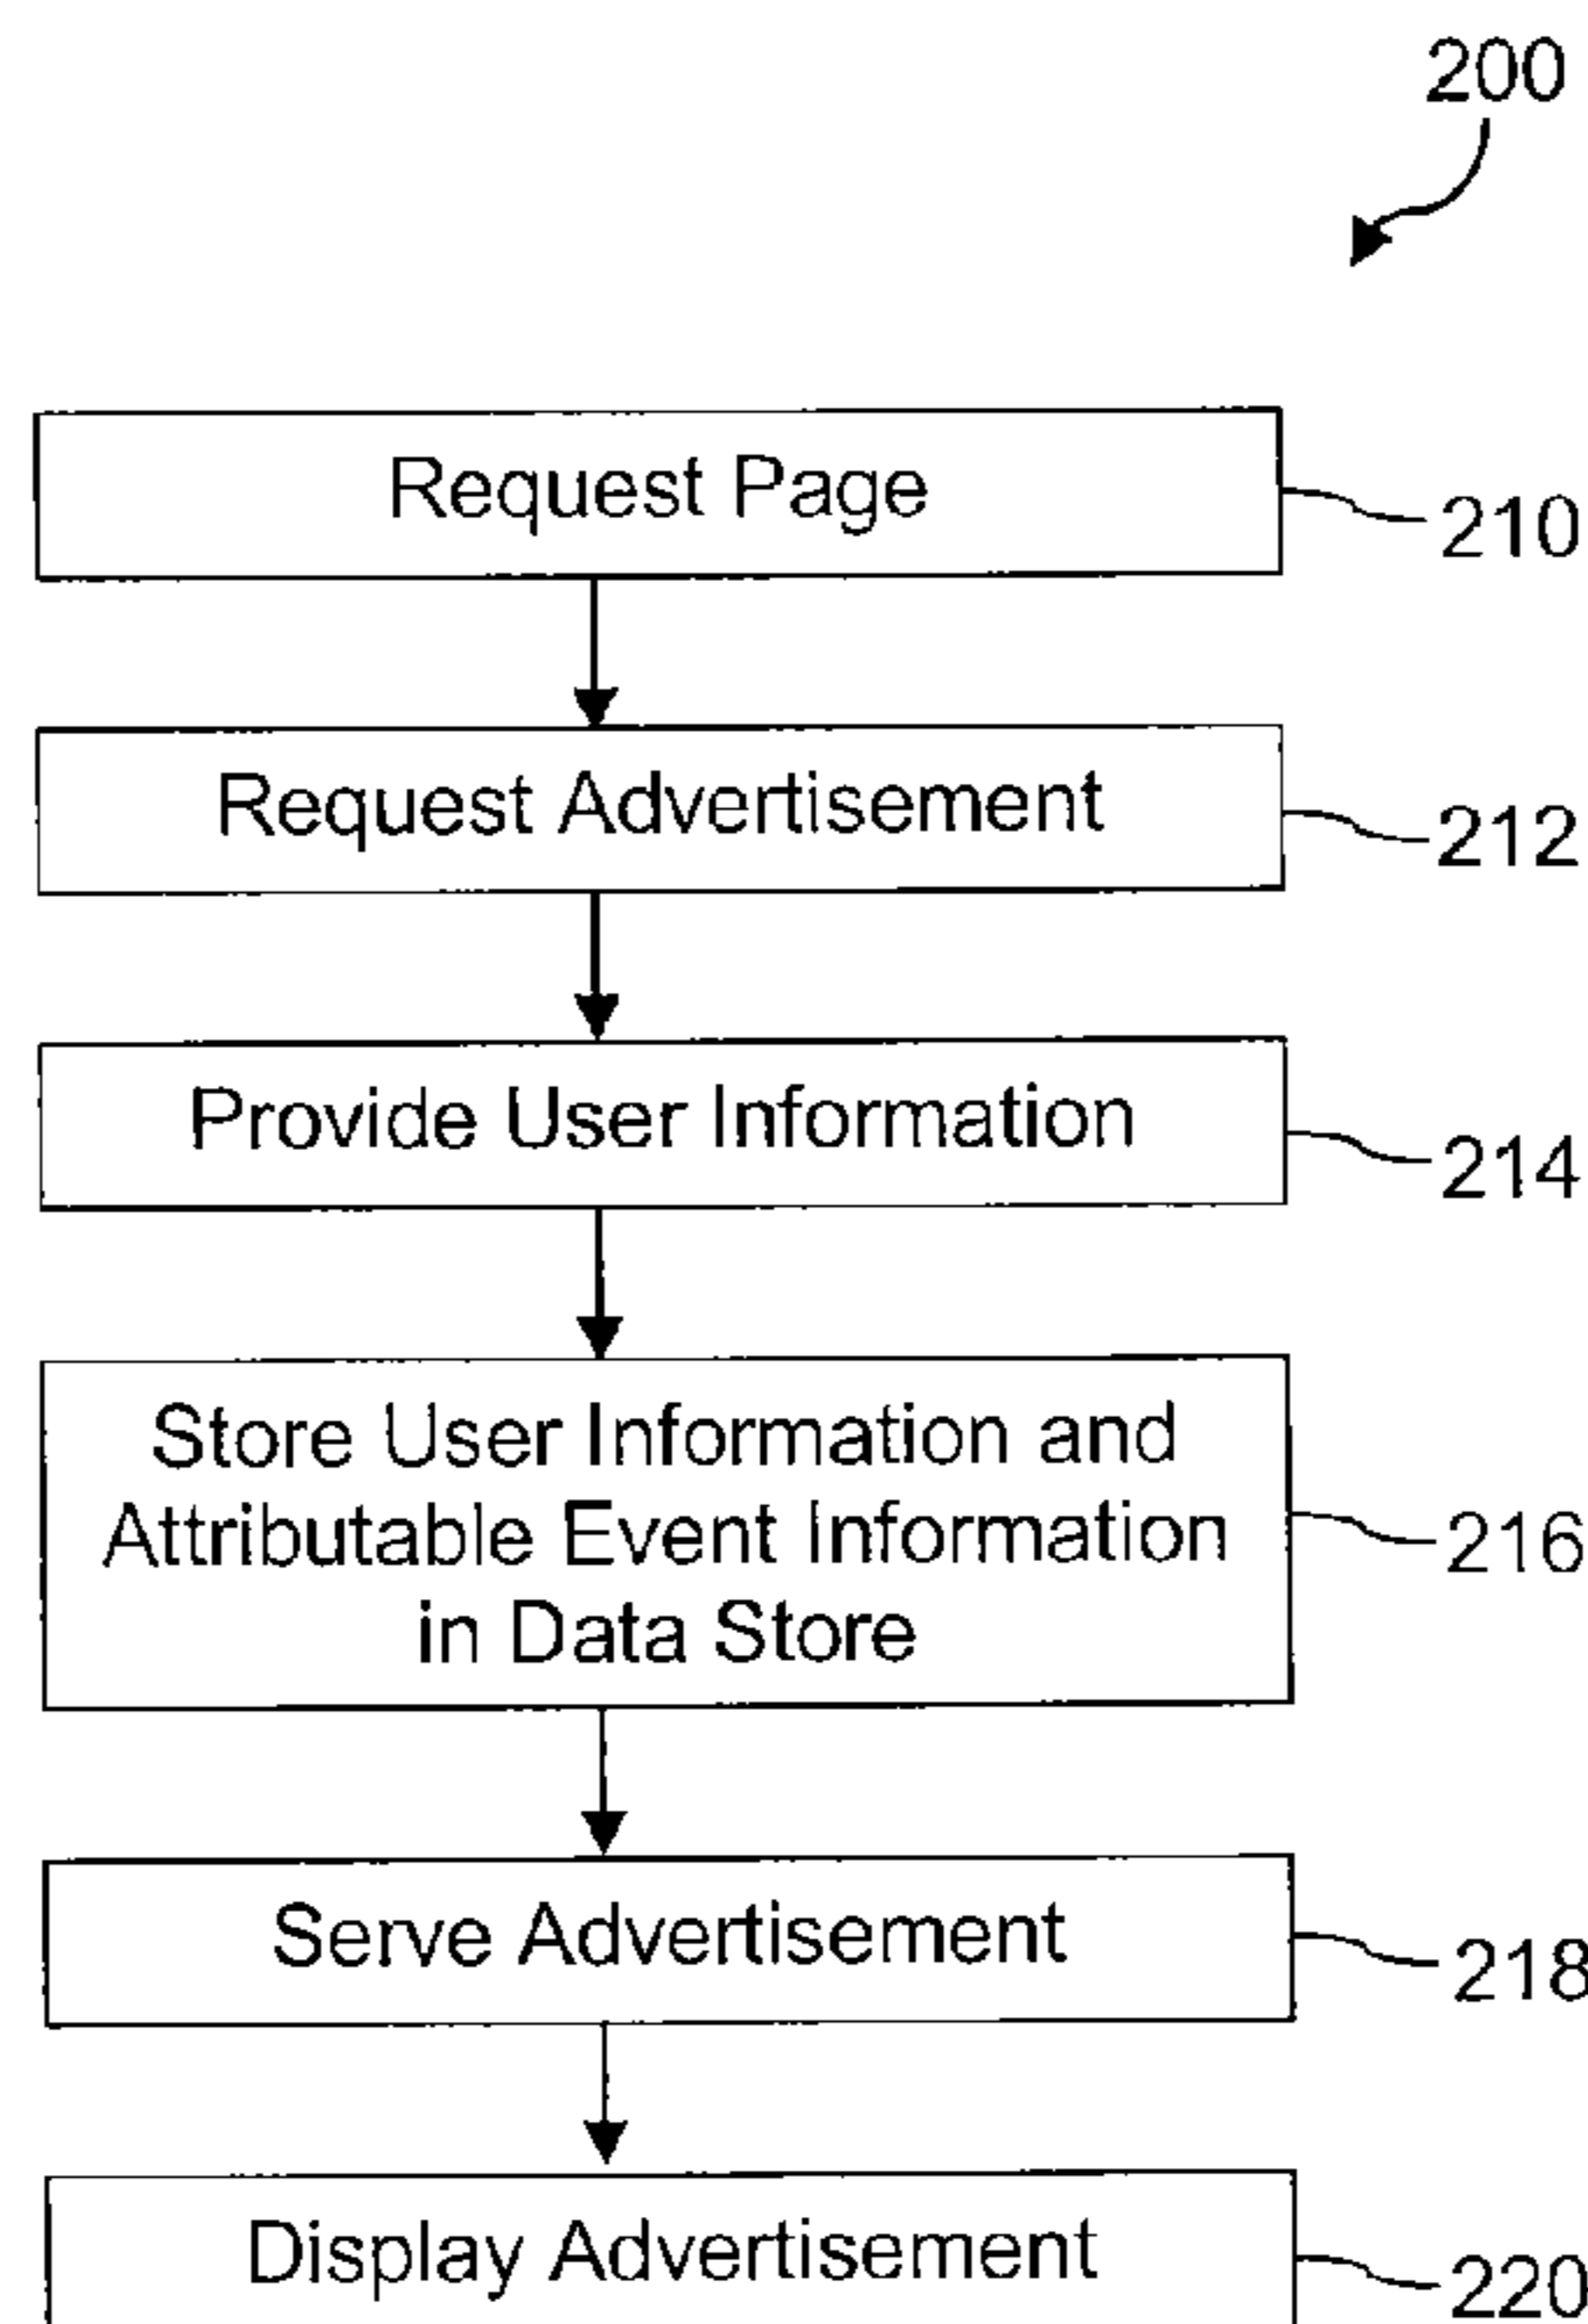 200
Request Page
210
Request Advertisement
212
Provide User Information
214
Store User Information and
Attributable Event Information
in Data Store
216
Serve Advertisement
218
Display Advertisement
220